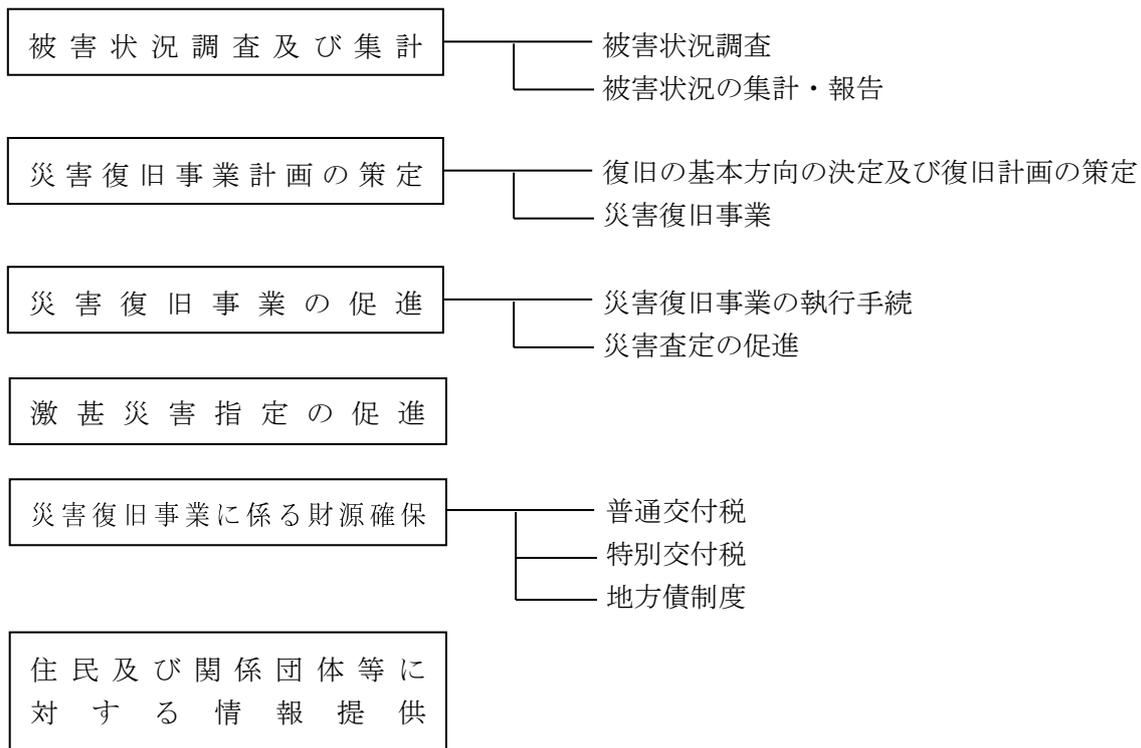 被害状況調査及び集計
被害状況調査
被害状況の集計・報告
災害復旧事業計画の策定
復旧の基本方向の決定及び復旧計画の策定
災害復旧事業
災害復旧事業の促進
災害復旧事業の執行手続
災害査定の促進
激甚災害指定の促進
災害復旧事業に係る財源確保
普通交付税
特別交付税
地方債制度
住民及び関係団体等に
対する情報提供